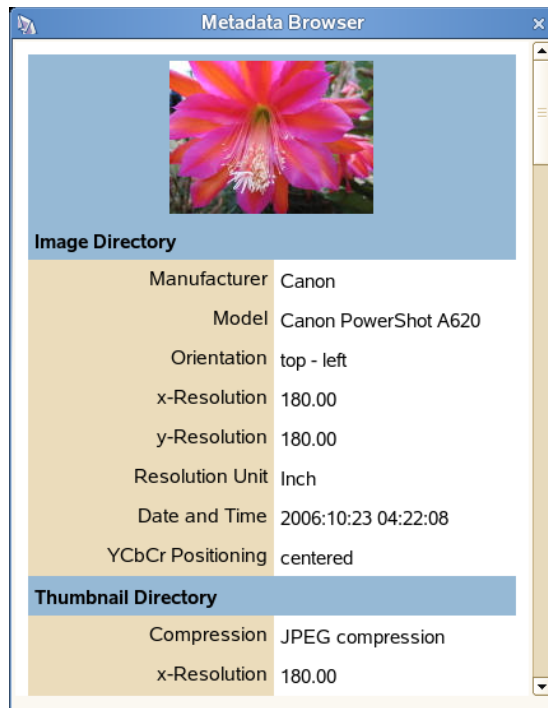 Metadata Browser
Image Directory
Manufacturer Canon
Model Canon PowerShot A620
Orientation top - left
x-Resolution 180.00
y-Resolution 180.00
Resolution Unit Inch
Date and Time 2006:10:23 04:22:08
YCbCr Positioning centered
Thumbnail Directory
Compression JPEG compression
x-Resolution 180.00